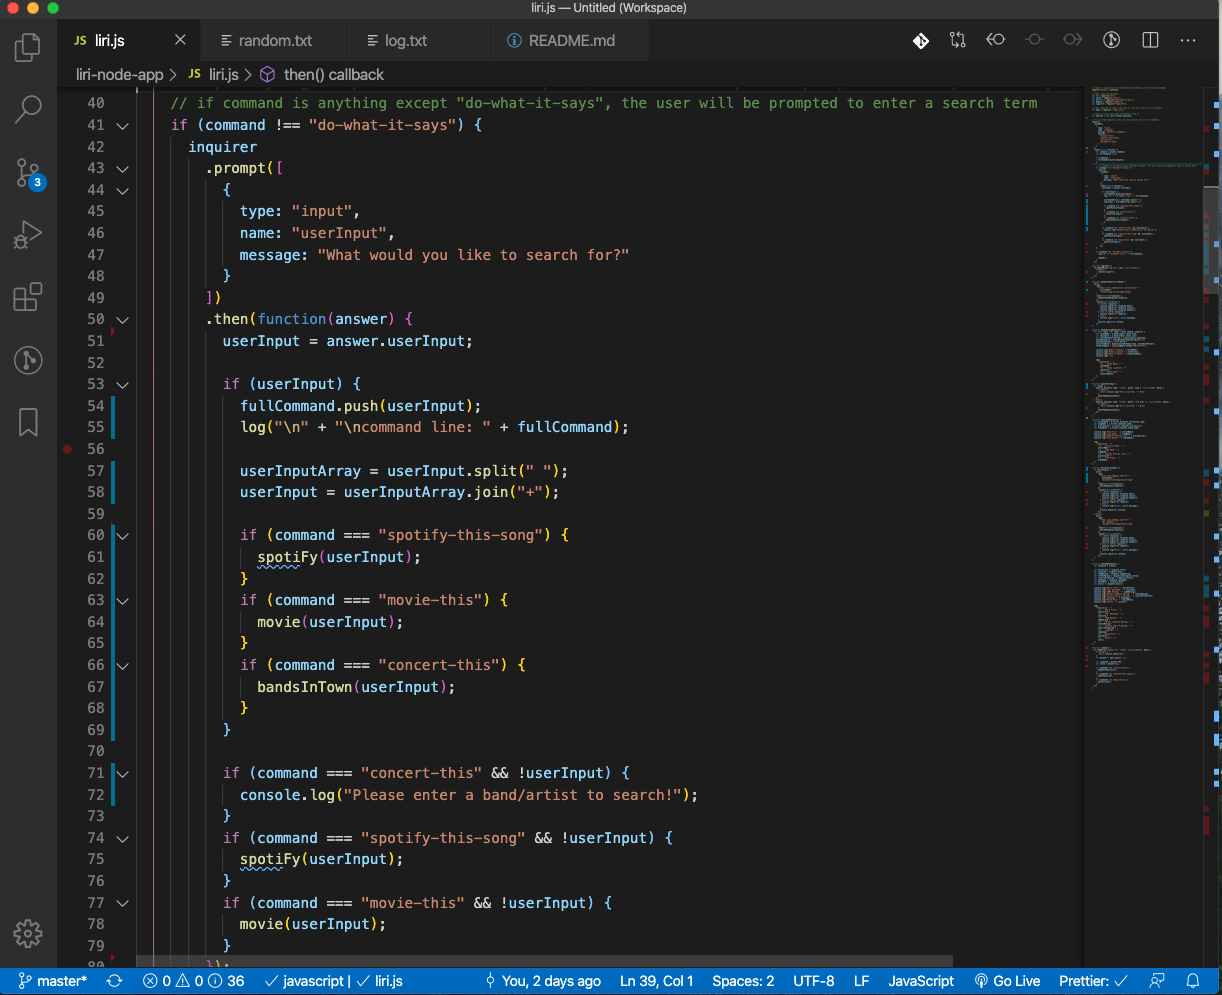 liri.js — Untitled (Workspace)
JS liri.js
random.txt
log.txt
README.md
liri-node-app > JS liri.js > then() callback
40 // if command is anything except "do-what-it-says", the user will be prompted to enter a search term
41 if (command !== "do-what-it-says") {
42 inquirer
43 .prompt([
44 {
45 type: "input",
46 name: "userInput",
47 message: "What would you like to search for?"
48 }
49 ])
50 .then(function(answer) {
51 userInput = answer.userInput;
52
53 if (userInput) {
54 fullCommand.push(userInput);
55 log("\n" + "\ncommand line: " + fullCommand);
56
57 userInputArray = userInput.split(" ");
58 userInput = userInputArray.join("+");
59
60 if (command === "spotify-this-song") {
61 spotiFy(userInput);
62 }
63 if (command === "movie-this") {
64 movie(userInput);
65 }
66 if (command === "concert-this") {
67 bandsInTown(userInput);
68 }
69 }
70
71 if (command === "concert-this" && !userInput) {
72 console.log("Please enter a band/artist to search!");
73 }
74 if (command === "spotify-this-song" && !userInput) {
75 spotiFy(userInput);
76 }
77 if (command === "movie-this" && !userInput) {
78 movie(userInput);
79 }
80 });
3
master* 0 0 36 javascript | liri.js You, 2 days ago Ln 39, Col 1 Spaces: 2 UTF-8 LF JavaScript Go Live Prettier: